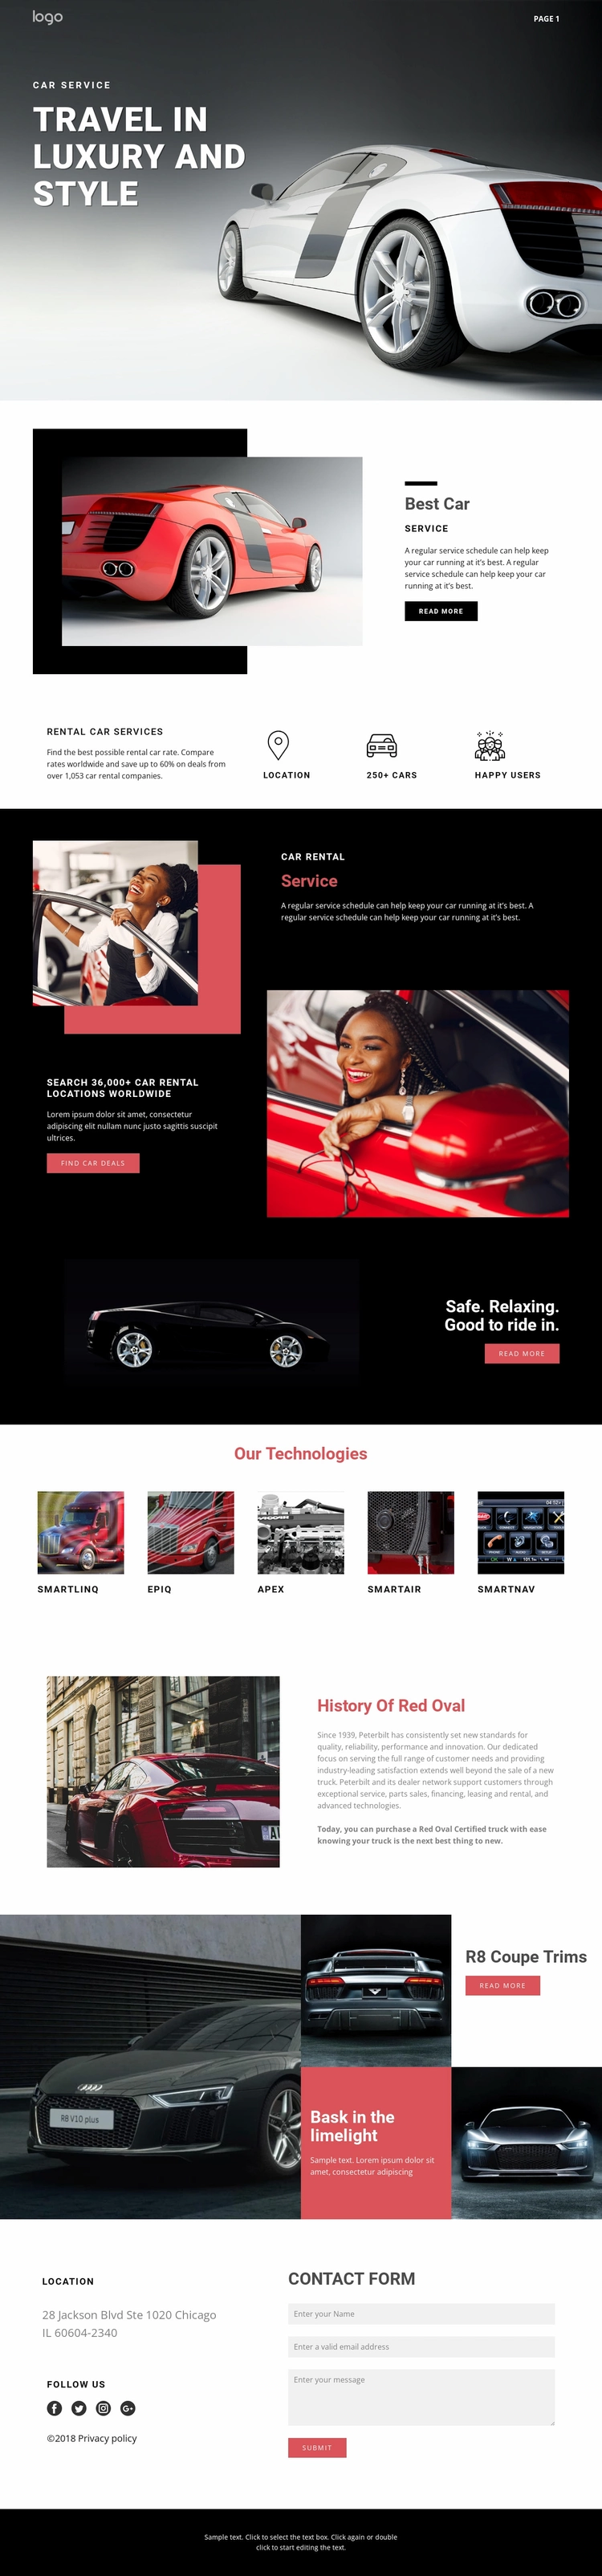 logo
PAGE 1
CAR SERVICE
TRAVEL IN
LUXURY AND
STYLE
Best Car
SERVICE
A regular service schedule can help keep
your car running at it's best. A regular
service schedule can help keep your car
running at it's best.
READ MORE
RENTAL CAR SERVICES
Find the best possible rental car rate. Compare
rates worldwide and save up to 60% on deals from
over 1,053 car rental companies.
LOCATION
250+ CARS
HAPPY USERS
CAR RENTAL
Service
A regular service schedule can help keep your car running at it's best. A
regular service schedule can help keep your car running at it's best.
SEARCH 36,000+ CAR RENTAL
LOCATIONS WORLDWIDE
Lorem ipsum dolor sit amet, consectetur
adipiscing elit nullam nunc justo sagittis suscipit
ultrices.
FIND CAR DEALS
Safe. Relaxing.
Good to ride in.
READ MORE
Our Technologies
SMARTLINQ
EPIQ
APEX
SMARTAIR
SMARTNAV
History Of Red Oval
Since 1939, Peterbilt has consistently set new standards for
quality, reliability, performance and innovation. Our dedicated
focus on serving the full range of customer needs and providing
industry-leading satisfaction extends well beyond the sale of a new
truck. Peterbilt and its dealer network support customers through
exceptional service, parts sales, financing, leasing and rental, and
advanced technologies.
Today, you can purchase a Red Oval Certified truck with ease
knowing your truck is the next best thing to new.
R8 V10 plus
R8 Coupe Trims
READ MORE
Bask in the
limelight
Sample text. Lorem ipsum dolor sit
amet, consectetur adipiscing
LOCATION
28 Jackson Blvd Ste 1020 Chicago
IL 60604-2340
FOLLOW US
©2018 Privacy policy
CONTACT FORM
Enter your Name
Enter a valid email address
Enter your message
SUBMIT
Sample text. Click to select the text box. Click again or double
click to start editing the text.